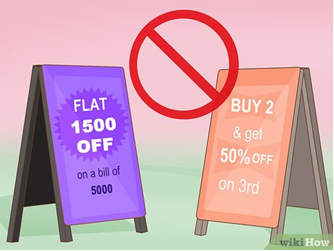 FLAT
1500
OFF
on a bill of
5000
BUY 2
& get
50% OFF
on 3rd
wikiHow